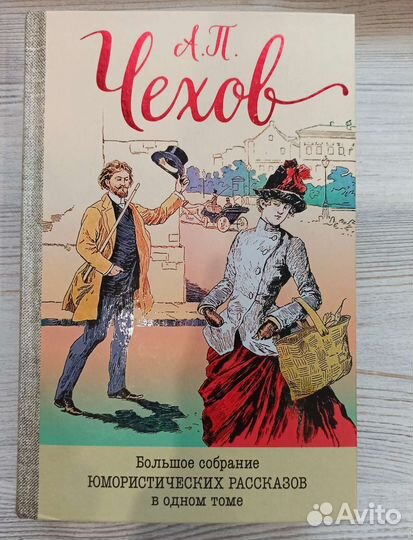 А.П.
Чехов
Большое собрание
ЮМОРИСТИЧЕСКИХ РАССКАЗОВ
в одном томе
Avito